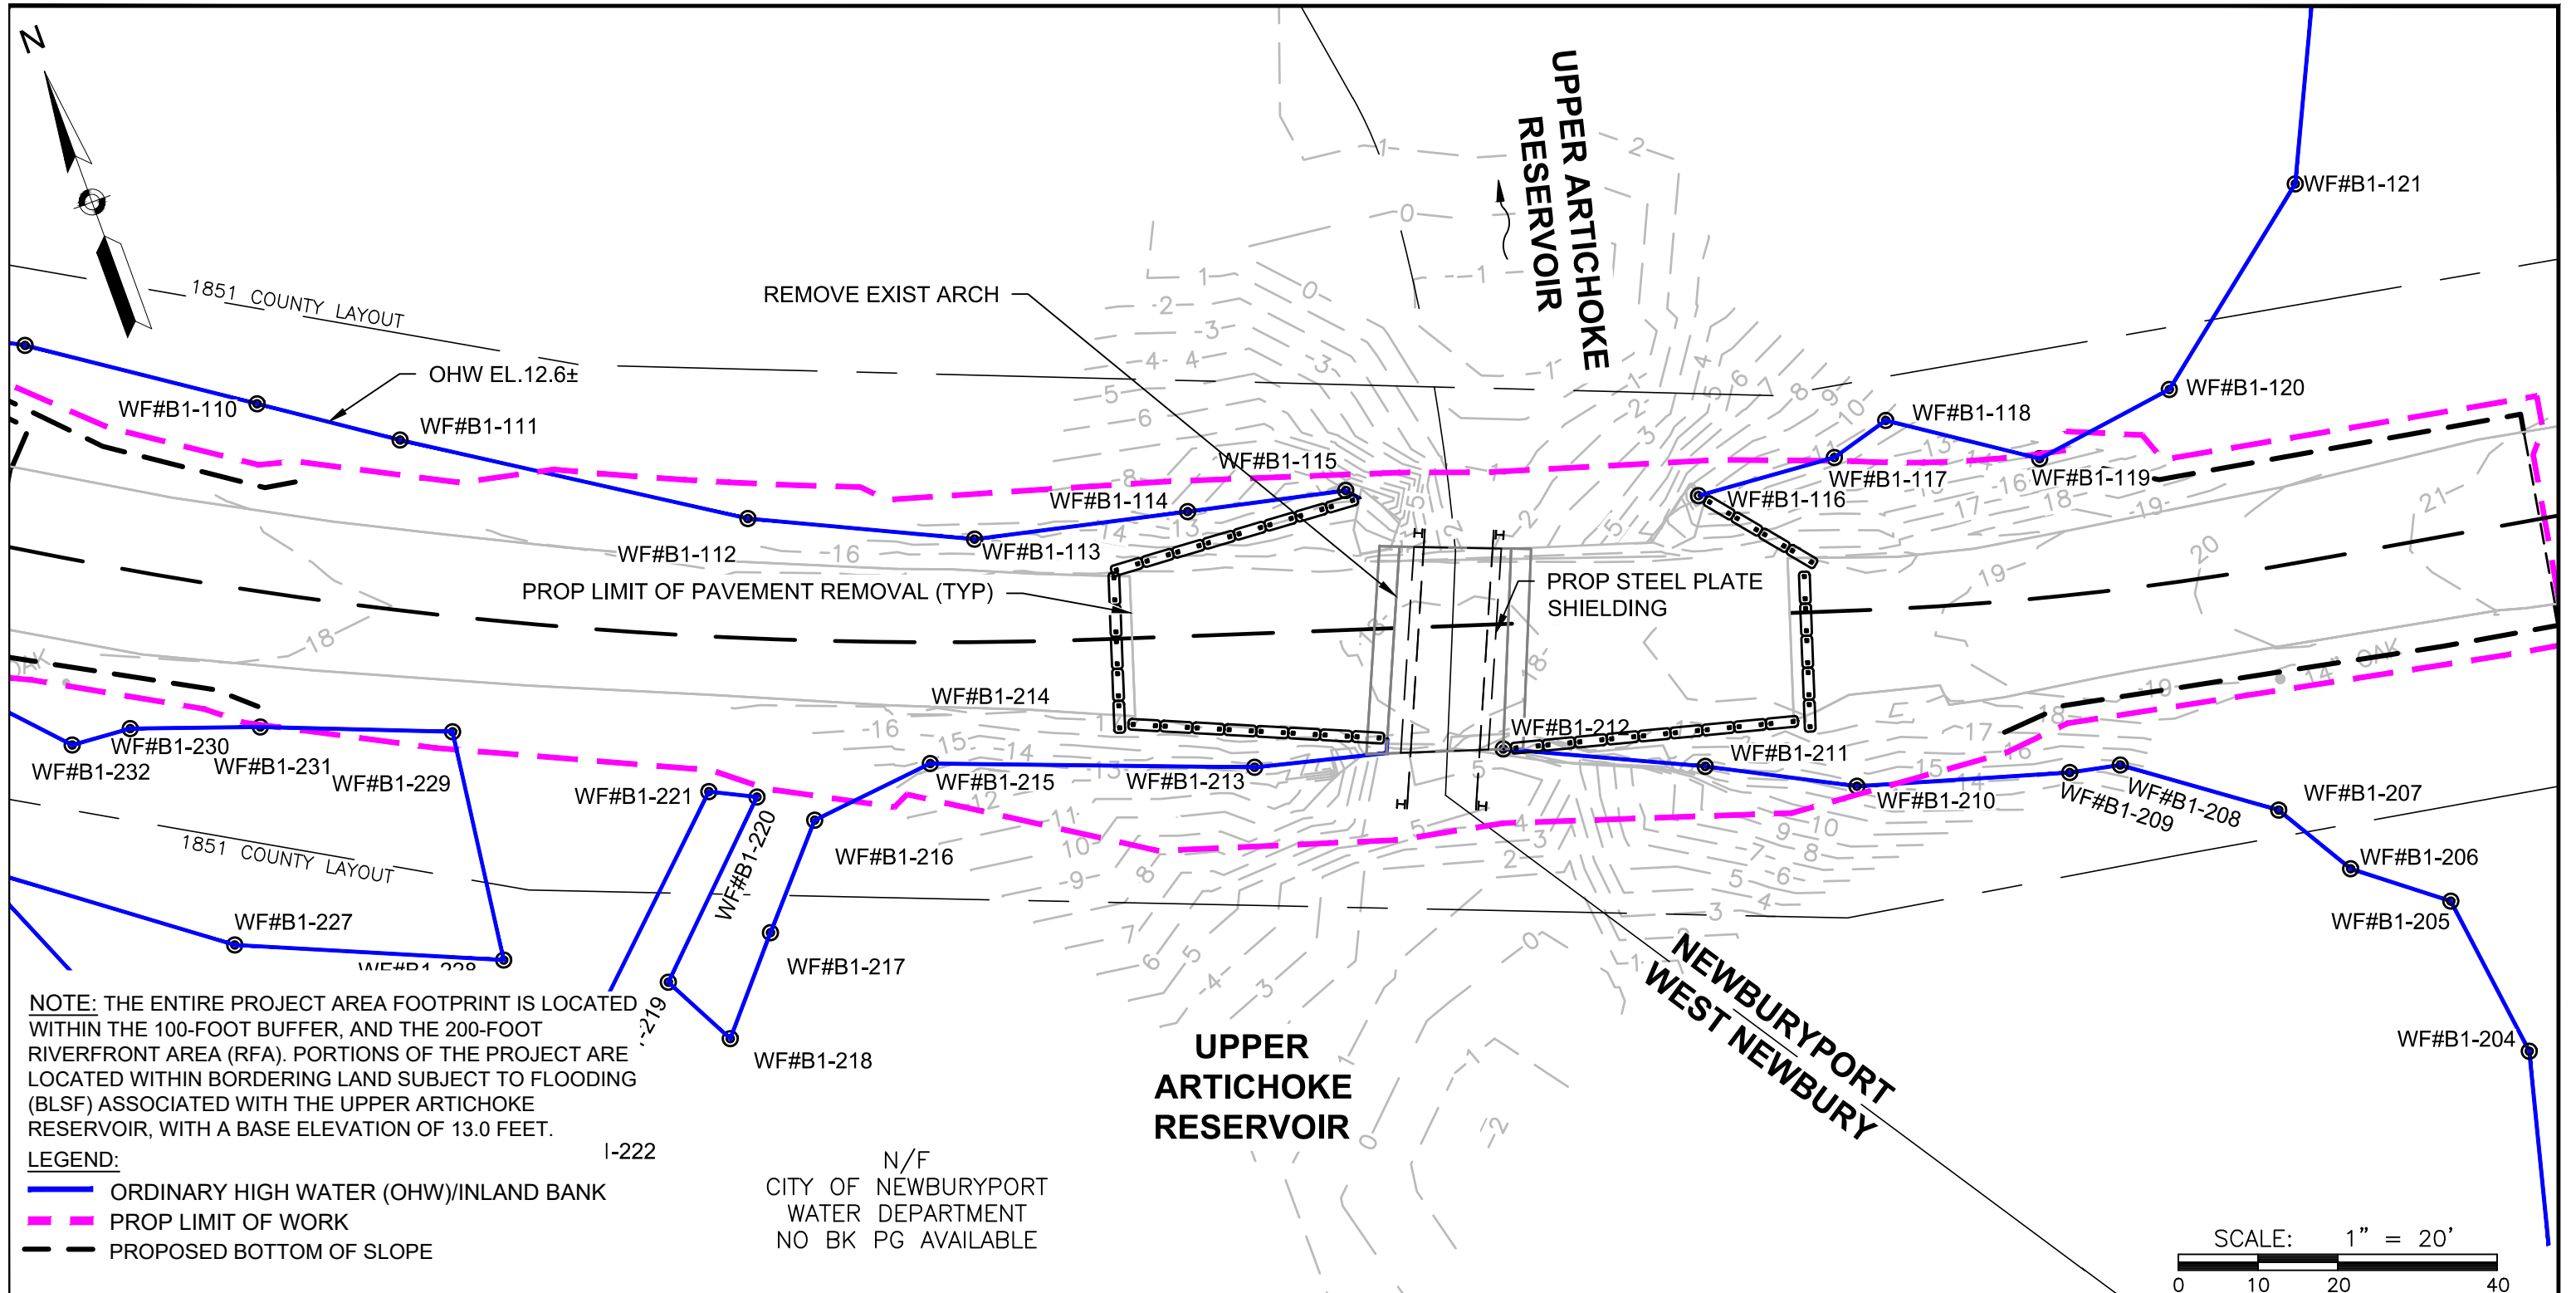 N
UPPER ARTICHOKE
RESERVOIR
WF#B1-121
1851 COUNTY LAYOUT
REMOVE EXIST ARCH
OHW EL.12.6±
WF#B1-110
WF#B1-111
WF#B1-115
WF#B1-114
WF#B1-112
WF#B1-113
WF#B1-116
WF#B1-117
WF#B1-118
WF#B1-119
WF#B1-120
PROP LIMIT OF PAVEMENT REMOVAL (TYP)
PROP STEEL PLATE
SHIELDING
OAK
14" OAK
WF#B1-214
WF#B1-212
WF#B1-211
WF#B1-232
WF#B1-230
WF#B1-231
WF#B1-229
WF#B1-221
WF#B1-220
WF#B1-215
WF#B1-213
WF#B1-210
WF#B1-209
WF#B1-208
WF#B1-207
WF#B1-206
WF#B1-205
WF#B1-204
WF#B1-216
1851 COUNTY LAYOUT
WF#B1-227
WF#B1-228
WF#B1-217
-219
WF#B1-218
NEWBURYPORT
WEST NEWBURY
UPPER
ARTICHOKE
RESERVOIR
NOTE: THE ENTIRE PROJECT AREA FOOTPRINT IS LOCATED
WITHIN THE 100-FOOT BUFFER, AND THE 200-FOOT
RIVERFRONT AREA (RFA). PORTIONS OF THE PROJECT ARE
LOCATED WITHIN BORDERING LAND SUBJECT TO FLOODING
(BLSF) ASSOCIATED WITH THE UPPER ARTICHOKE
RESERVOIR, WITH A BASE ELEVATION OF 13.0 FEET.
-222
LEGEND:
ORDINARY HIGH WATER (OHW)/INLAND BANK
PROP LIMIT OF WORK
PROPOSED BOTTOM OF SLOPE
N/F
CITY OF NEWBURYPORT
WATER DEPARTMENT
NO BK PG AVAILABLE
SCALE: 1" = 20'
0 10 20 40